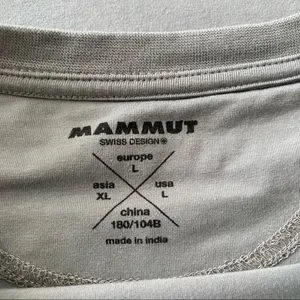 MAMMUT
SWISS DESIGN
europe
L
asia
XL
usa
L
china
180/104B
made in india